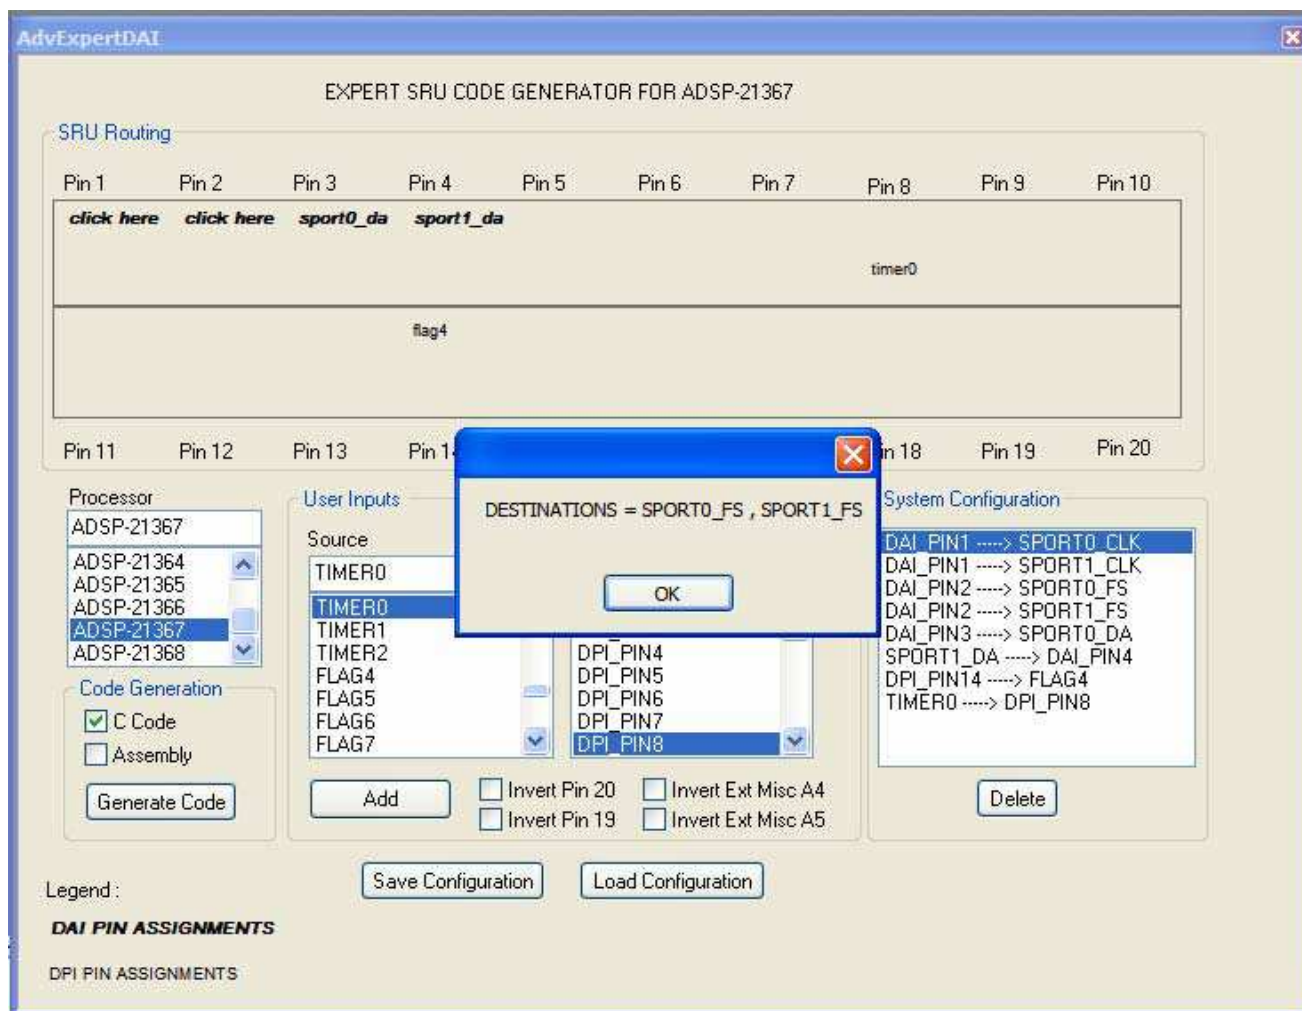 AdvExpertDAI
EXPERT SRU CODE GENERATOR FOR ADSP-21367
SRU Routing
Pin 1 Pin 2 Pin 3 Pin 4 Pin 5 Pin 6 Pin 7 Pin 8 Pin 9 Pin 10
click here click here sport0_da sport1_da
timer0
flag4
Pin 11 Pin 12 Pin 13 Pin 18 Pin 19 Pin 20
DESTINATIONS = SPORT0_FS , SPORT1_FS
OK
Processor
ADSP-21367
ADSP-21364
ADSP-21365
ADSP-21366
ADSP-21367
ADSP-21368
Code Generation
C Code
Assembly
Generate Code
User Inputs
Source
TIMER0
TIMER0
TIMER1
TIMER2
FLAG4
FLAG5
FLAG6
FLAG7
DPI_PIN4
DPI_PIN5
DPI_PIN6
DPI_PIN7
DPI_PIN8
Add
Invert Pin 20
Invert Ext Misc A4
Invert Pin 19
Invert Ext Misc A5
System Configuration
DAI_PIN1 -----> SPORT0_CLK
DAI_PIN1 -----> SPORT1_CLK
DAI_PIN2 -----> SPORT0_FS
DAI_PIN2 -----> SPORT1_FS
DAI_PIN3 -----> SPORT0_DA
SPORT1_DA -----> DAI_PIN4
DPI_PIN14 -----> FLAG4
TIMER0 -----> DPI_PIN8
Delete
Save Configuration
Load Configuration
Legend :
DAI PIN ASSIGNMENTS
DPI PIN ASSIGNMENTS